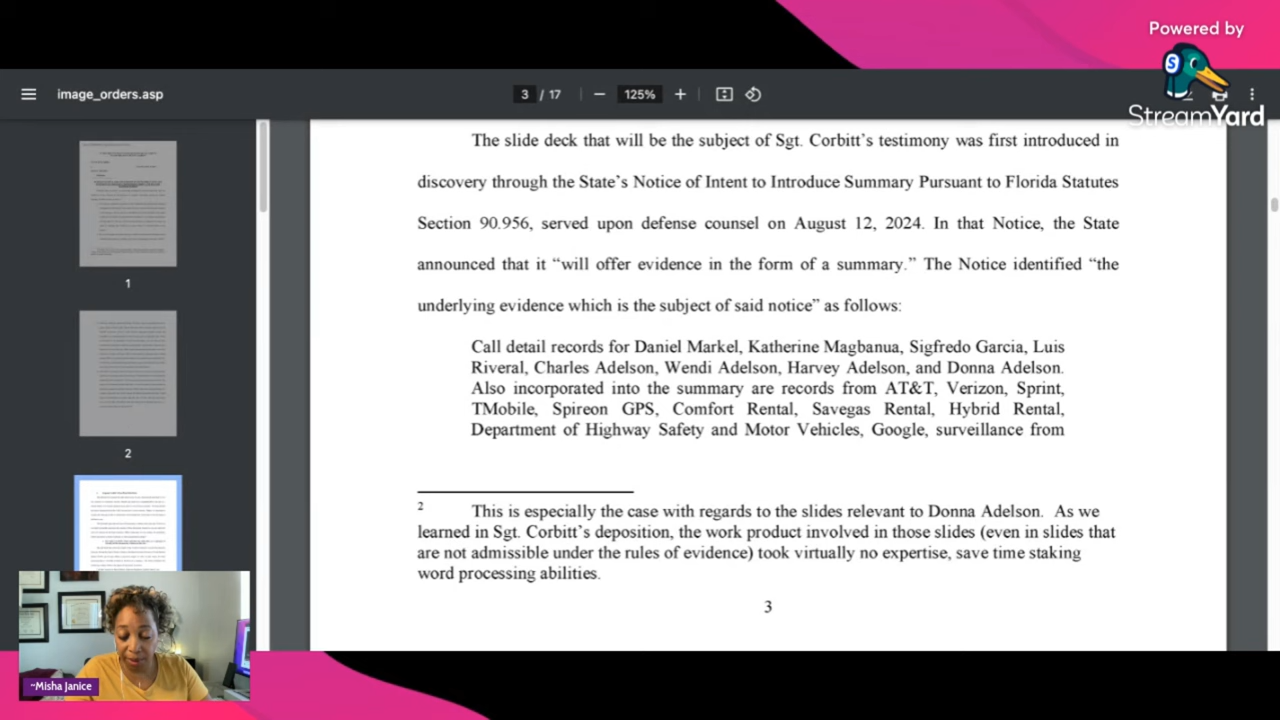 Powered by
S
StreamYard
image_orders.asp
3 / 17
125%
The slide deck that will be the subject of Sgt. Corbitt's testimony was first introduced in
discovery through the State's Notice of Intent to Introduce Summary Pursuant to Florida Statutes
Section 90.956, served upon defense counsel on August 12, 2024. In that Notice, the State
announced that it “will offer evidence in the form of a summary.” The Notice identified “the
underlying evidence which is the subject of said notice” as follows:
Call detail records for Daniel Markel, Katherine Magbanua, Sigfredo Garcia, Luis
Riveral, Charles Adelson, Wendi Adelson, Harvey Adelson, and Donna Adelson.
Also incorporated into the summary are records from AT&T, Verizon, Sprint,
TMobile, Spireon GPS, Comfort Rental, Savegas Rental, Hybrid Rental,
Department of Highway Safety and Motor Vehicles, Google, surveillance from
2 This is especially the case with regards to the slides relevant to Donna Adelson. As we
learned in Sgt. Corbitt's deposition, the work product involved in those slides (even in slides that
are not admissible under the rules of evidence) took virtually no expertise, save time staking
word processing abilities.
3
1
2
~Misha Janice